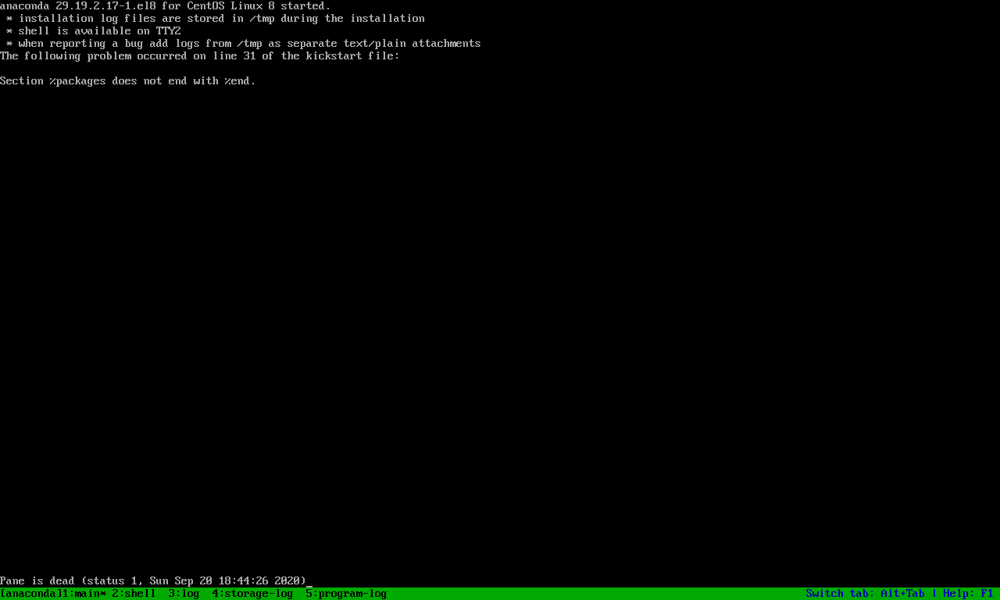 anaconda 29.19.2.17-1.el8 for CentOS Linux 8 started.
 * installation log files are stored in /tmp during the installation
 * shell is available on TTY2
 * when reporting a bug add logs from /tmp as separate text/plain attachments
The following problem occurred on line 31 of the kickstart file:

Section %packages does not end with %end.

Pane is dead (status 1, Sun Sep 20 18:44:26 2020)
[anaconda]1:main* 2:shell  3:log  4:storage-log  5:program-log Switch tab: Alt+Tab | Help: F1